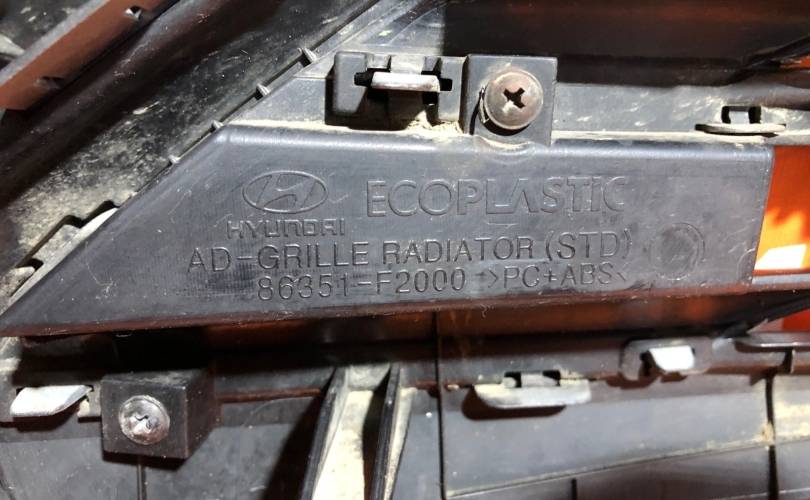 ECOPLASTIC
HYUNDAI
AD-GRILLE RADIATOR (STD)
86351-F2000 >PC+ABS<